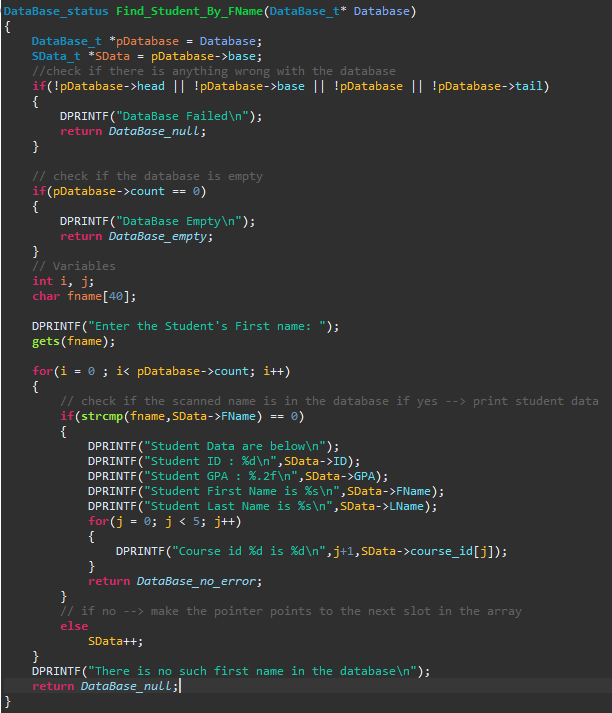 DataBase_status Find_Student_By_FName(DataBase_t* Database)
{
    DataBase_t *pDatabase = Database;
    SData_t *SData = pDatabase->base;
    //check if there is anything wrong with the database
    if(!pDatabase->head || !pDatabase->base || !pDatabase || !pDatabase->tail)
    {
        DPRINTF("DataBase Failed\n");
        return DataBase_null;
    }

    // check if the database is empty
    if(pDatabase->count == 0)
    {
        DPRINTF("DataBase Empty\n");
        return DataBase_empty;
    }
    // Variables
    int i, j;
    char fname[40];

    DPRINTF("Enter the Student's First name: ");
    gets(fname);

    for(i = 0 ; i< pDatabase->count; i++)
    {
        // check if the scanned name is in the database if yes --> print student data
        if(strcmp(fname,SData->FName) == 0)
        {
            DPRINTF("Student Data are below\n");
            DPRINTF("Student ID : %d\n",SData->ID);
            DPRINTF("Student GPA : %.2f\n",SData->GPA);
            DPRINTF("Student First Name is %s\n",SData->FName);
            DPRINTF("Student Last Name is %s\n",SData->LName);
            for(j = 0; j < 5; j++)
            {
                DPRINTF("Course id %d is %d\n",j+1,SData->course_id[j]);
            }
            return DataBase_no_error;
        }
        // if no --> make the pointer points to the next slot in the array
        else
            SData++;
    }
    DPRINTF("There is no such first name in the database\n");
    return DataBase_null;
}